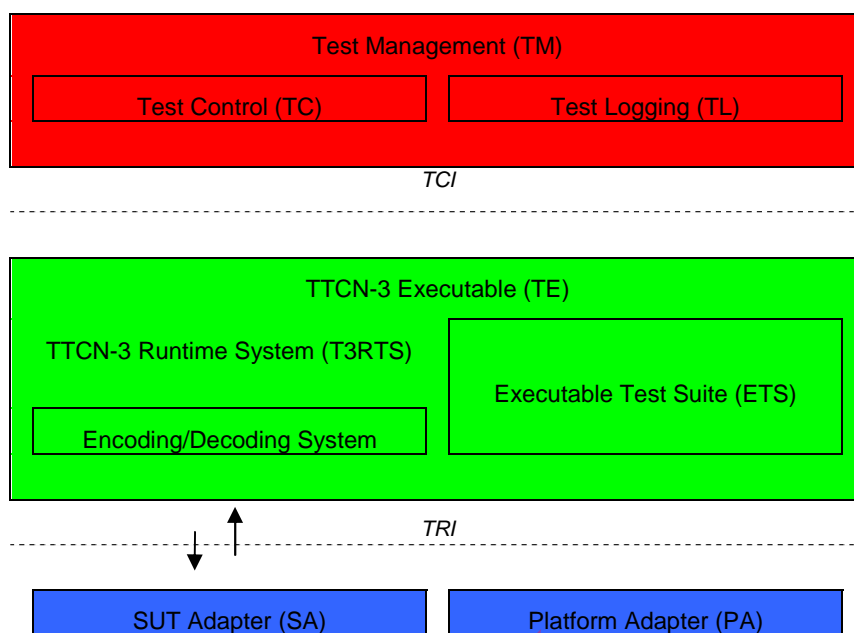 Test Management (TM)
Test Control (TC)
Test Logging (TL)
TCI
TTCN-3 Executable (TE)
TTCN-3 Runtime System (T3RTS)
Executable Test Suite (ETS)
Encoding/Decoding System
TRI
SUT Adapter (SA)
Platform Adapter (PA)